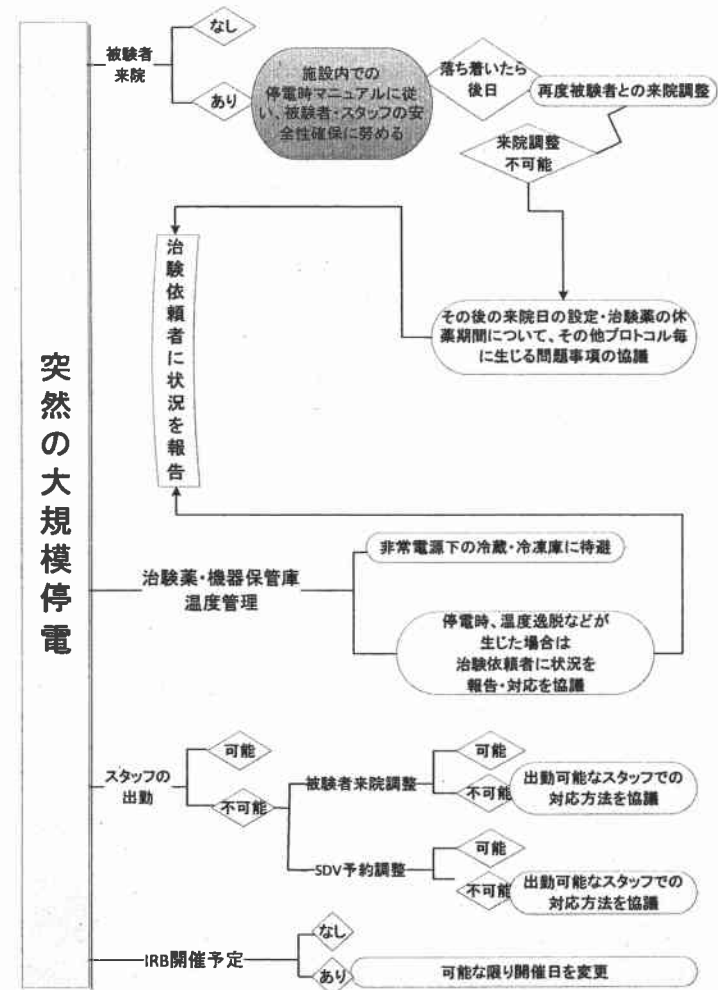 突然の大規模停電
被験者
来院
なし
あり
施設内での
停電時マニュアルに従
い、被験者・スタッフの安
全性確保に努める
落ち着いたら
後日
再度被験者との来院調整
来院調整
不可能
その後の来院日の設定・治験薬の休
薬期間について、その他プロトコル毎
に生じる問題事項の協議
治験依頼者に状況を報告
治験薬・機器保管庫
温度管理
非常電源下の冷蔵・冷凍庫に待避
停電時、温度逸脱などが
生じた場合は
治験依頼者に状況を
報告・対応を協議
スタッフの
出勤
可能
不可能
被験者来院調整
可能
不可能
出勤可能なスタッフでの
対応方法を協議
SDV予約調整
可能
不可能
出勤可能なスタッフでの
対応方法を協議
IRB開催予定
なし
あり
可能な限り開催日を変更